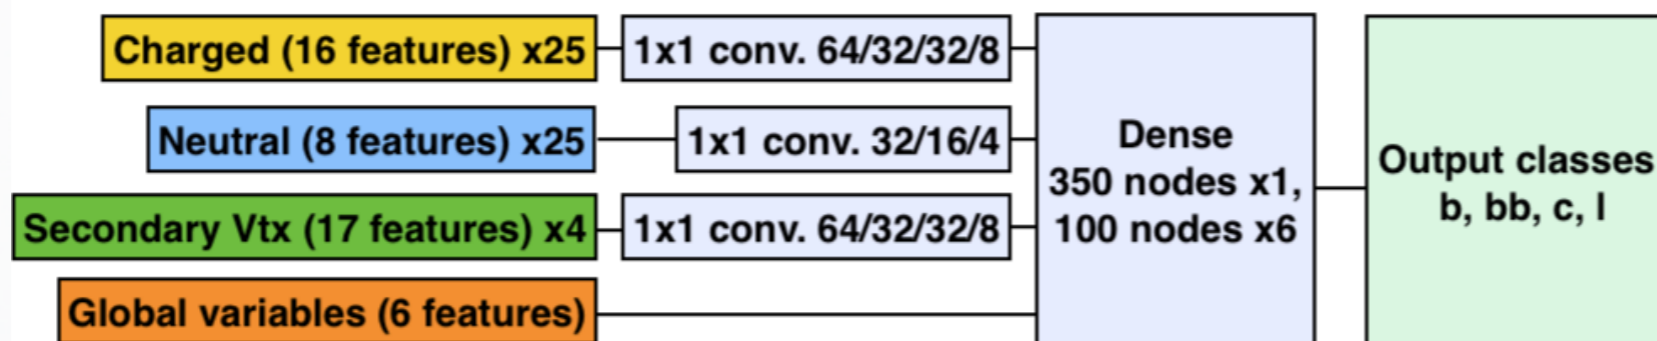 Charged (16 features) x25
1x1 conv. 64/32/32/8
Neutral (8 features) x25
1x1 conv. 32/16/4
Secondary Vtx (17 features) x4
1x1 conv. 64/32/32/8
Global variables (6 features)
Dense
350 nodes x1,
100 nodes x6
Output classes
b, bb, c, l